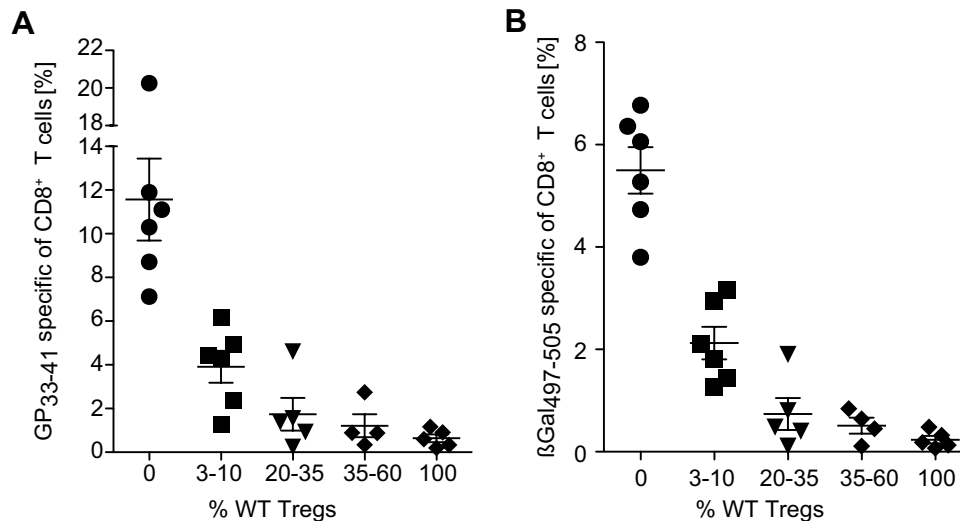 A
GP33-41 specific of CD8+ T cells [%]
22
20
18
14
12
10
8
6
4
2
0
0 3-10 20-35 35-60 100
% WT Tregs
B
ßGal497-505 specific of CD8+ T cells [%]
8
6
4
2
0
0 3-10 20-35 35-60 100
% WT Tregs